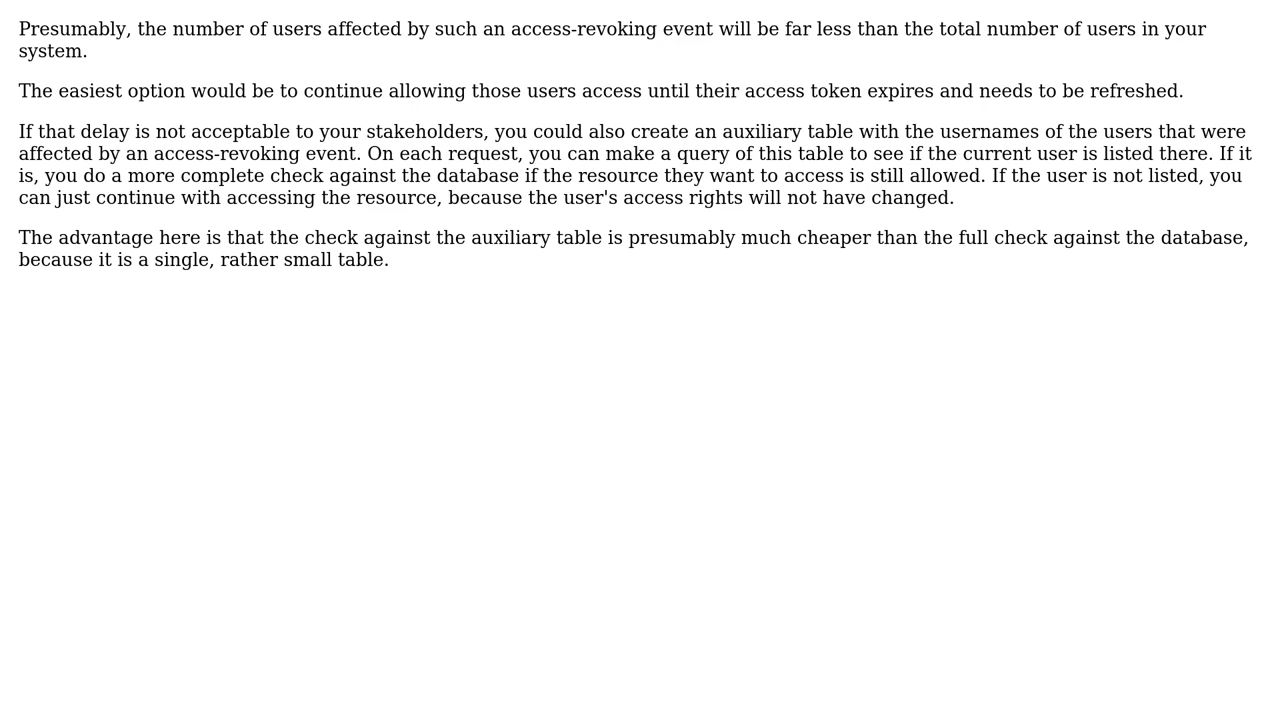 Presumably, the number of users affected by such an access-revoking event will be far less than the total number of users in your
system.
The easiest option would be to continue allowing those users access until their access token expires and needs to be refreshed.
If that delay is not acceptable to your stakeholders, you could also create an auxiliary table with the usernames of the users that were
affected by an access-revoking event. On each request, you can make a query of this table to see if the current user is listed there. If it
is, you do a more complete check against the database if the resource they want to access is still allowed. If the user is not listed, you
can just continue with accessing the resource, because the user's access rights will not have changed.
The advantage here is that the check against the auxiliary table is presumably much cheaper than the full check against the database,
because it is a single, rather small table.